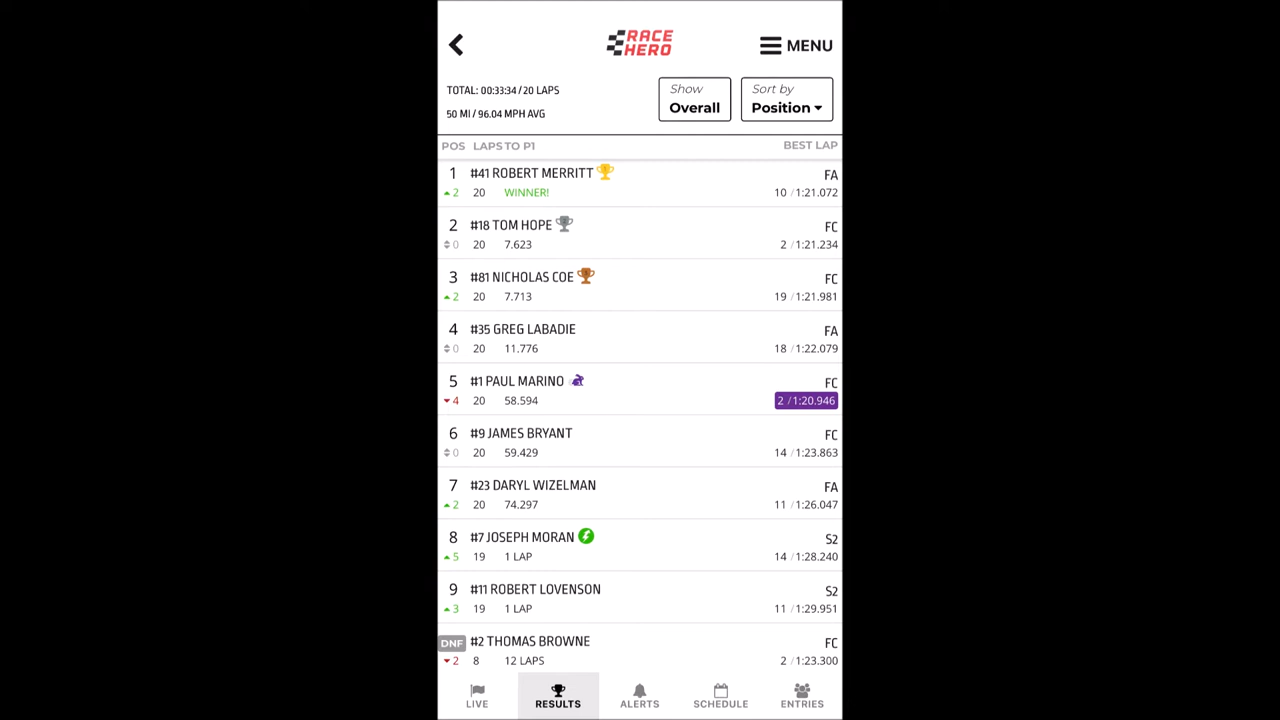 RACE
HERO
MENU
TOTAL: 00:33:34 / 20 LAPS
50 MI / 96.04 MPH AVG
Show
Overall
Sort by
Position
POS LAPS TO P1 BEST LAP
1 #41 ROBERT MERRITT FA
2 20 WINNER! 10 / 1:21.072
2 #18 TOM HOPE FC
0 20 7.623 2 / 1:21.234
3 #81 NICHOLAS COE FC
2 20 7.713 19 / 1:21.981
4 #35 GREG LABADIE FA
0 20 11.776 18 / 1:22.079
5 #1 PAUL MARINO FC
4 20 58.594 2 / 1:20.946
6 #9 JAMES BRYANT FC
0 20 59.429 14 / 1:23.863
7 #23 DARYL WIZELMAN FA
2 20 74.297 11 / 1:26.047
8 #7 JOSEPH MORAN S2
5 19 1 LAP 14 / 1:28.240
9 #11 ROBERT LOVENSON S2
3 19 1 LAP 11 / 1:29.951
DNF #2 THOMAS BROWNE FC
2 8 12 LAPS 2 / 1:23.300
LIVE RESULTS ALERTS SCHEDULE ENTRIES